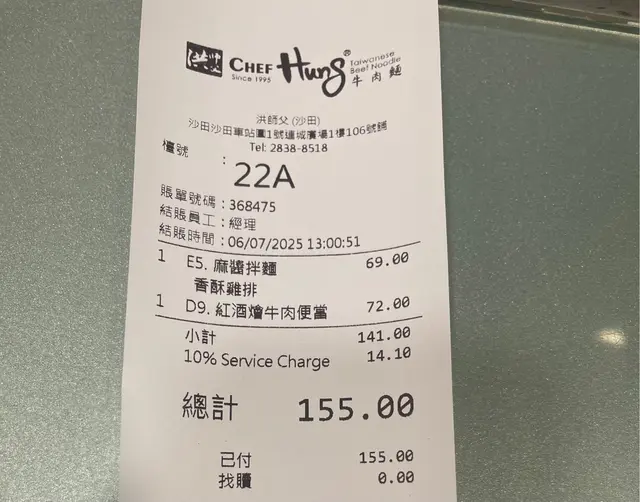 洪師父
CHEF Hung® Taiwanese
Since 1995 Beef Noodle
牛肉麵
洪師父 (沙田)
沙田沙田車站圍1號連城廣場1樓106號舖
Tel: 2838-8518
檯號 :
22A
賬單號碼 : 368475
結賬員工 : 經理
結賬時間 : 06/07/2025 13:00:51
1 E5. 麻醬拌麵 69.00
香酥雞排
1 D9. 紅酒燴牛肉便當 72.00
小計 141.00
10% Service Charge 14.10
總計 155.00
已付 155.00
找贖 0.00